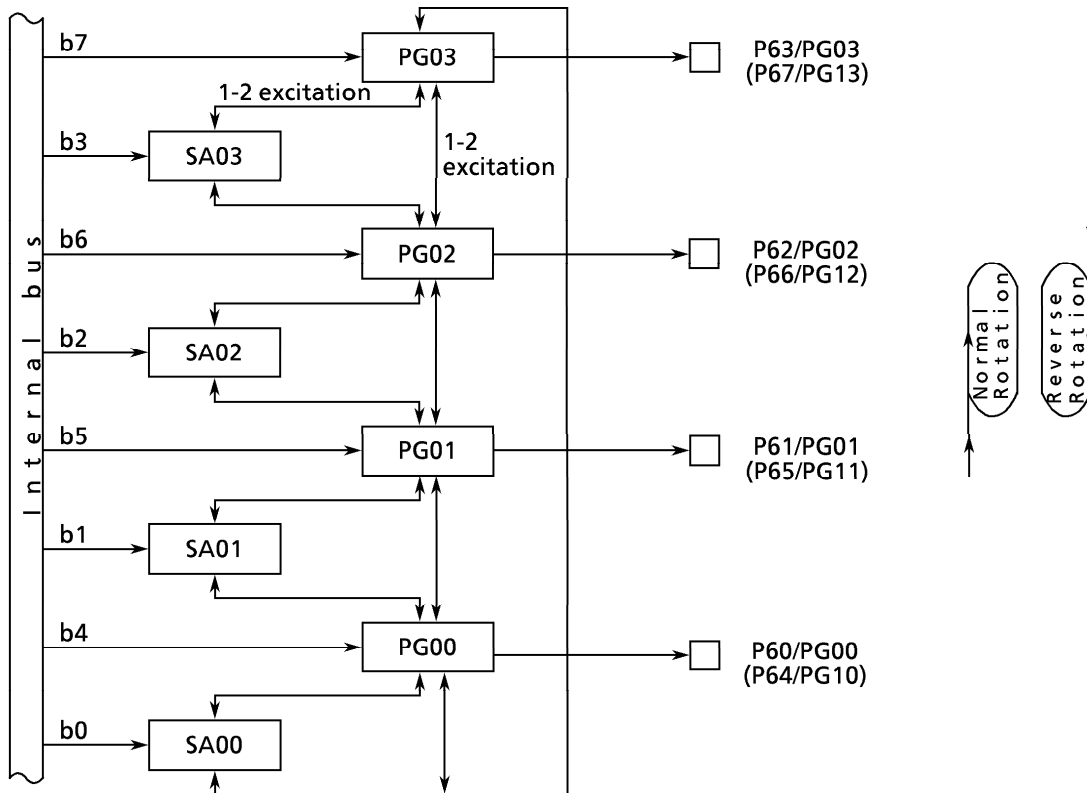 b7
PG03
P63/PG03
(P67/PG13)
1-2 excitation
b3
SA03
1-2
excitation
b6
PG02
P62/PG02
(P66/PG12)
b2
SA02
b5
PG01
P61/PG01
(P65/PG11)
b1
SA01
b4
PG00
P60/PG00
(P64/PG10)
b0
SA00
Internal bus
Normal
Rotation
Reverse
Rotation